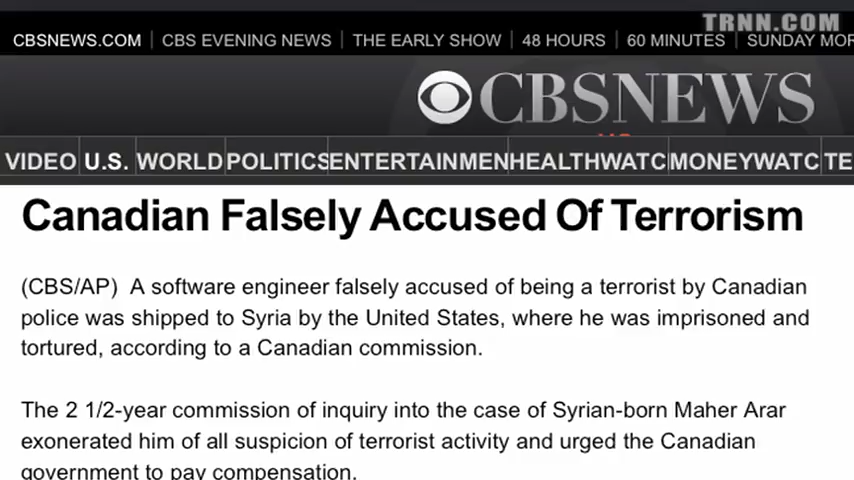 TRNN.COM
CBSNEWS.COM | CBS EVENING NEWS | THE EARLY SHOW | 48 HOURS | 60 MINUTES | SUNDAY MOR
CBSNEWS
VIDEO U.S. WORLD POLITICS ENTERTAINMEN HEALTHWATC MONEYWATC TE
Canadian Falsely Accused Of Terrorism
(CBS/AP) A software engineer falsely accused of being a terrorist by Canadian
police was shipped to Syria by the United States, where he was imprisoned and
tortured, according to a Canadian commission.
The 2 1/2-year commission of inquiry into the case of Syrian-born Maher Arar
exonerated him of all suspicion of terrorist activity and urged the Canadian
government to pay compensation.